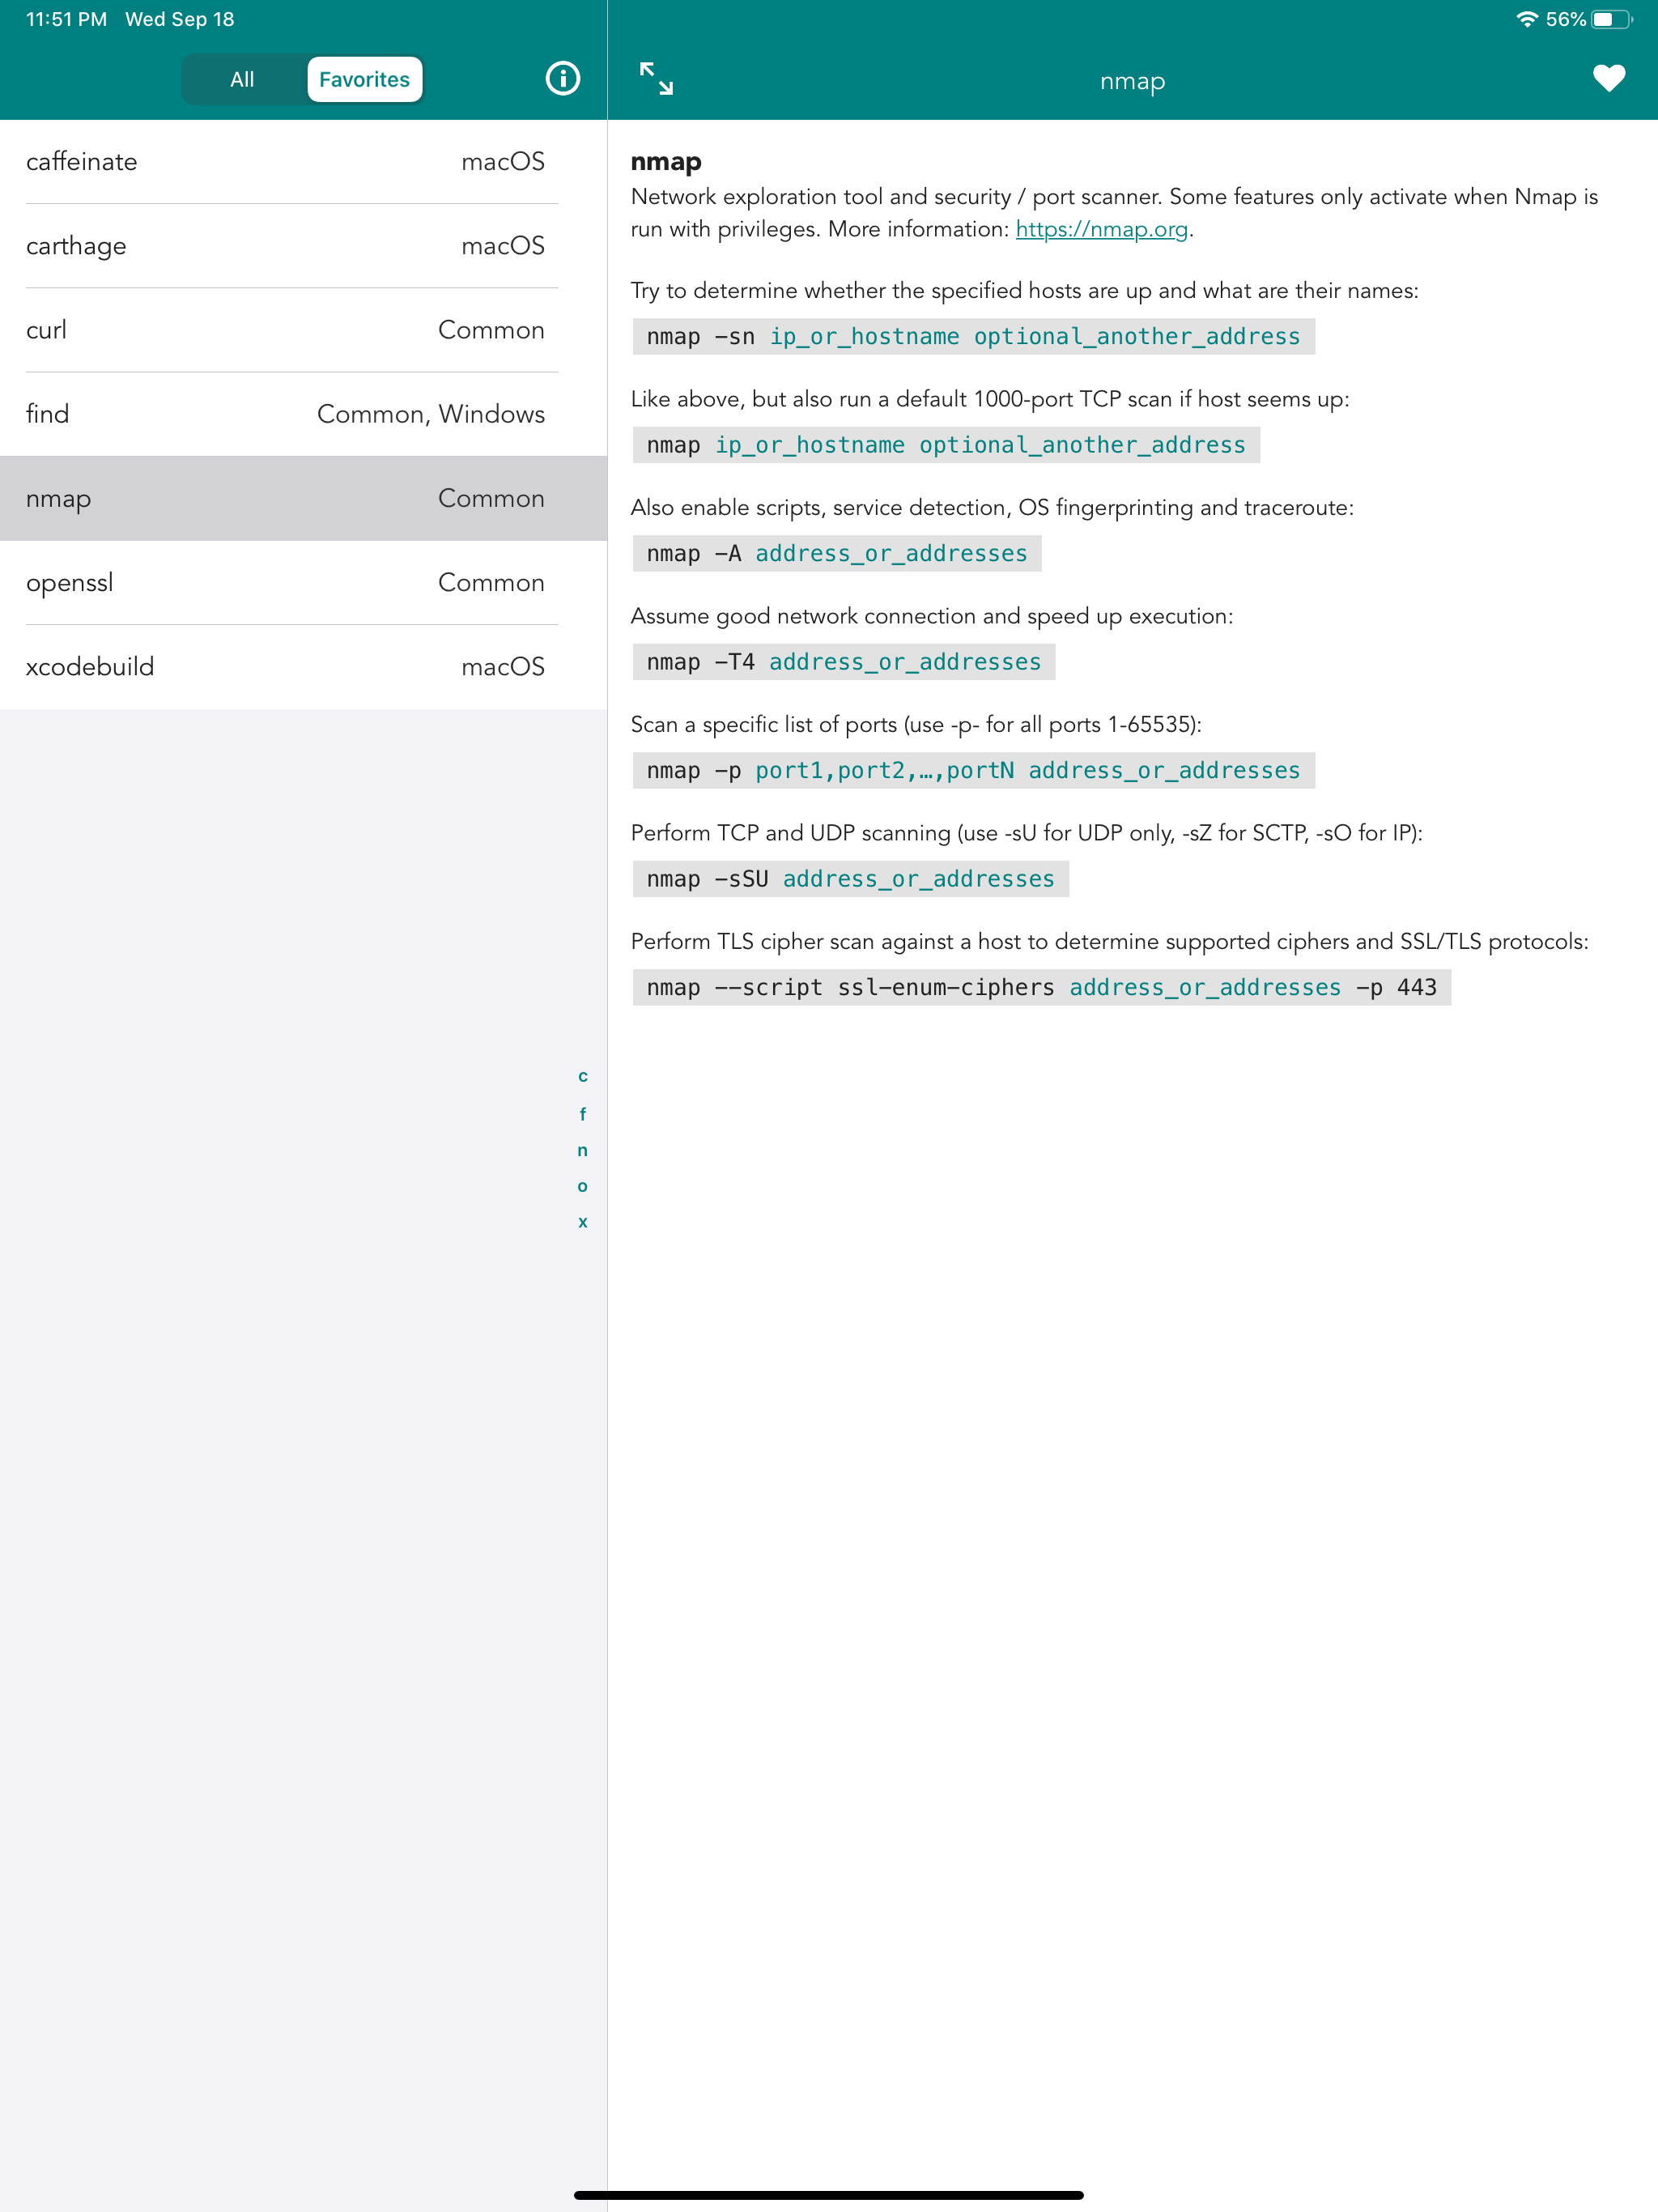 11:51 PM Wed Sep 18
56%
All Favorites
nmap
caffeinate macOS
carthage macOS
curl Common
find Common, Windows
nmap Common
openssl Common
xcodebuild macOS
c
f
n
o
x
nmap
Network exploration tool and security / port scanner. Some features only activate when Nmap is
run with privileges. More information: https://nmap.org.
Try to determine whether the specified hosts are up and what are their names:
nmap -sn ip_or_hostname optional_another_address
Like above, but also run a default 1000-port TCP scan if host seems up:
nmap ip_or_hostname optional_another_address
Also enable scripts, service detection, OS fingerprinting and traceroute:
nmap -A address_or_addresses
Assume good network connection and speed up execution:
nmap -T4 address_or_addresses
Scan a specific list of ports (use -p- for all ports 1-65535):
nmap -p port1,port2,…,portN address_or_addresses
Perform TCP and UDP scanning (use -sU for UDP only, -sZ for SCTP, -sO for IP):
nmap -sSU address_or_addresses
Perform TLS cipher scan against a host to determine supported ciphers and SSL/TLS protocols:
nmap --script ssl-enum-ciphers address_or_addresses -p 443